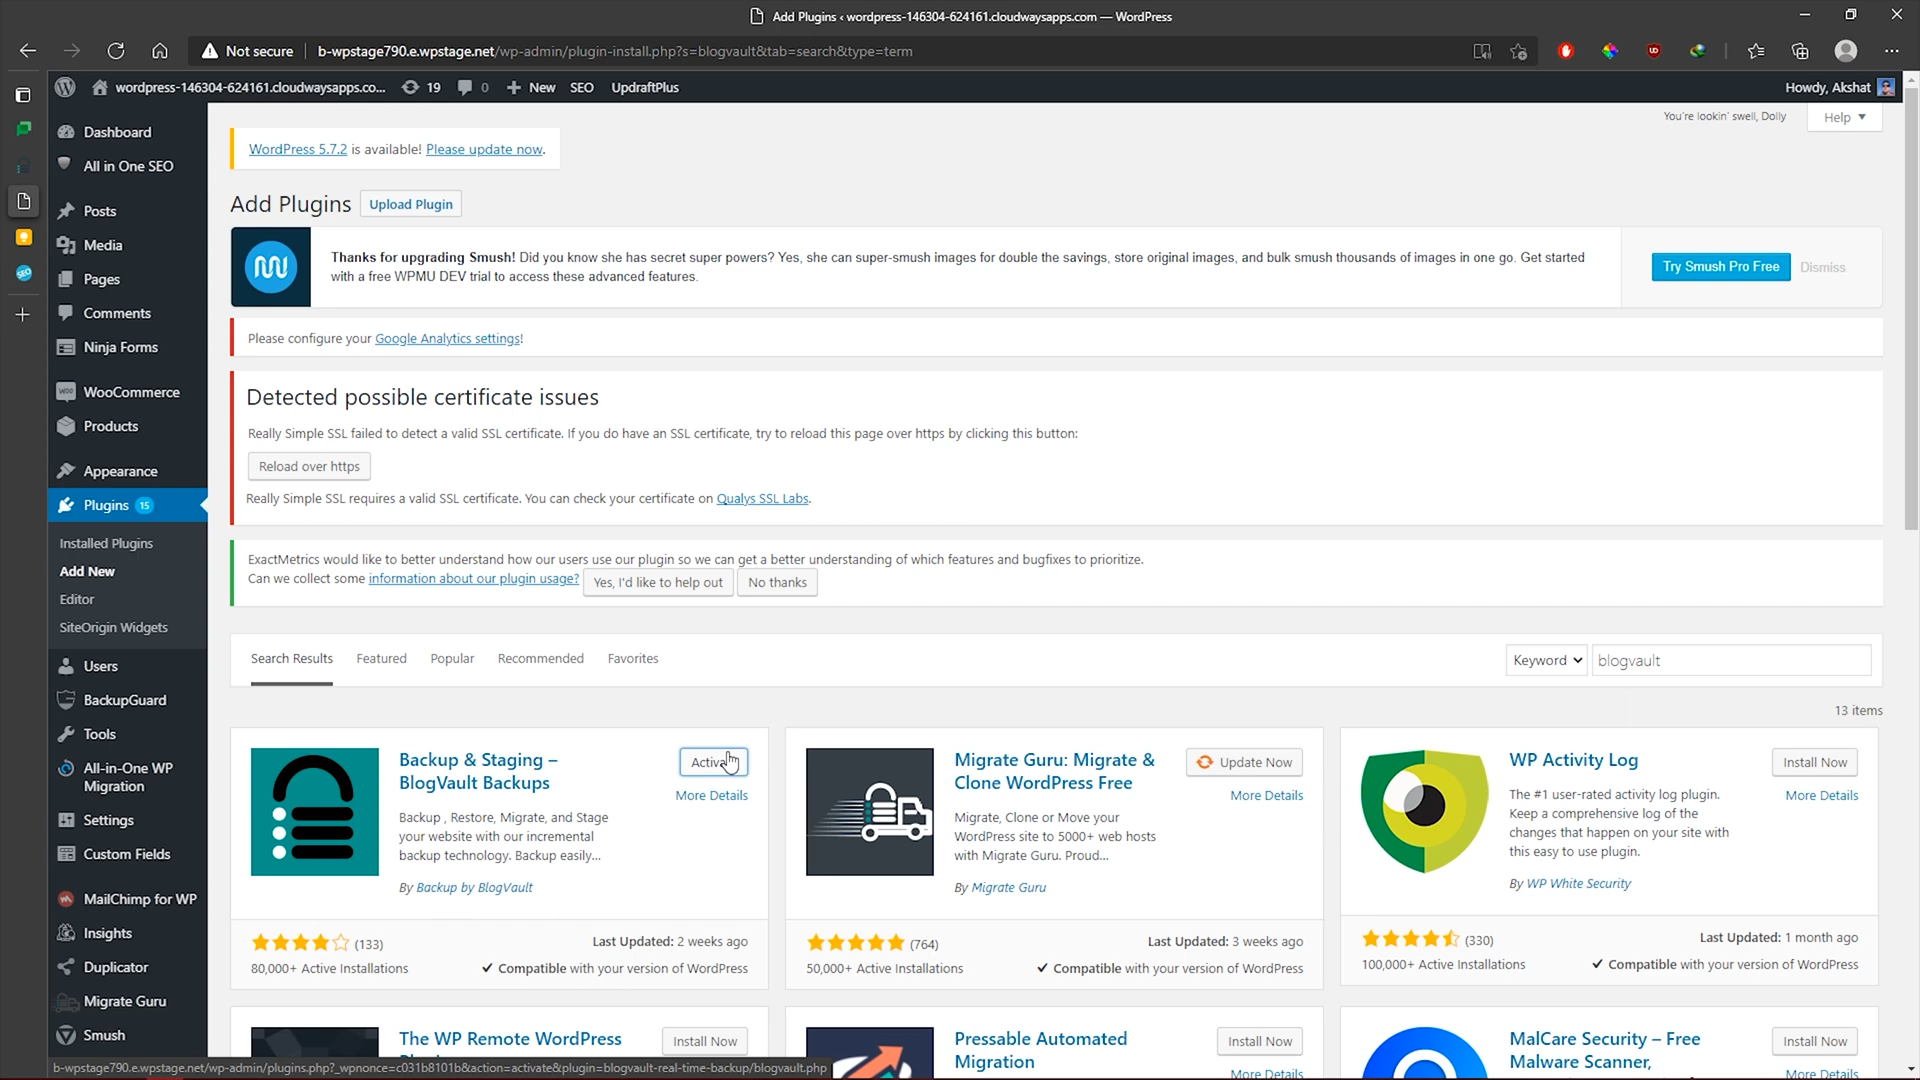 Add Plugins ‹ wordpress-146304-624161.cloudwaysapps.com — WordPress
Not secure
b-wpstage790.e.wpstage.net/wp-admin/plugin-install.php?s=blogvault&tab=search&type=term
wordpress-146304-624161.cloudwaysapps.co... 19 0 New SEO UpdraftPlus Howdy, Akshat
You're lookin' swell, Dolly
Help
Dashboard
All in One SEO
Posts
Media
Pages
Comments
Ninja Forms
WooCommerce
Products
Appearance
Plugins 15
Installed Plugins
Add New
Editor
SiteOrigin Widgets
Users
BackupGuard
Tools
All-in-One WP
Migration
Settings
Custom Fields
MailChimp for WP
Insights
Duplicator
Migrate Guru
Smush
WordPress 5.7.2 is available! Please update now.
Add Plugins Upload Plugin
Thanks for upgrading Smush! Did you know she has secret super powers? Yes, she can super-smush images for double the savings, store original images, and bulk smush thousands of images in one go. Get started
with a free WPMU DEV trial to access these advanced features.
Try Smush Pro Free Dismiss
Please configure your Google Analytics settings!
Detected possible certificate issues
Really Simple SSL failed to detect a valid SSL certificate. If you do have an SSL certificate, try to reload this page over https by clicking this button:
Reload over https
Really Simple SSL requires a valid SSL certificate. You can check your certificate on Qualys SSL Labs.
ExactMetrics would like to better understand how our users use our plugin so we can get a better understanding of which features and bugfixes to prioritize.
Can we collect some information about our plugin usage? Yes, I'd like to help out No thanks
Search Results Featured Popular Recommended Favorites
Keyword blogvault
13 items
Backup & Staging –
BlogVault Backups
More Details
Backup , Restore, Migrate, and Stage
your website with our incremental
backup technology. Backup easily...
By Backup by BlogVault
(133)
Last Updated: 2 weeks ago
80,000+ Active Installations
Compatible with your version of WordPress
Migrate Guru: Migrate &
Clone WordPress Free
Update Now
More Details
Migrate, Clone or Move your
WordPress site to 5000+ web hosts
with Migrate Guru. Proud...
By Migrate Guru
(764)
Last Updated: 3 weeks ago
50,000+ Active Installations
Compatible with your version of WordPress
WP Activity Log
Install Now
More Details
The #1 user-rated activity log plugin.
Keep a comprehensive log of the
changes that happen on your site with
this easy to use plugin.
By WP White Security
(330)
Last Updated: 1 month ago
100,000+ Active Installations
Compatible with your version of WordPress
The WP Remote WordPress
Install Now
Pressable Automated
Migration
Install Now
More Details
MalCare Security – Free
Malware Scanner,
Install Now
More Details
b-wpstage790.e.wpstage.net/wp-admin/plugins.php?_wpnonce=c031b8101b&action=activate&plugin=blogvault-real-time-backup/blogvault.php